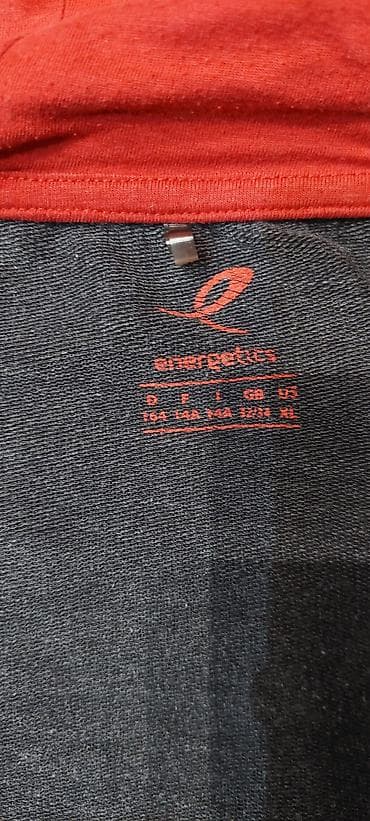 energetics
D F I GB US
164 14A 14A 32/34 XL